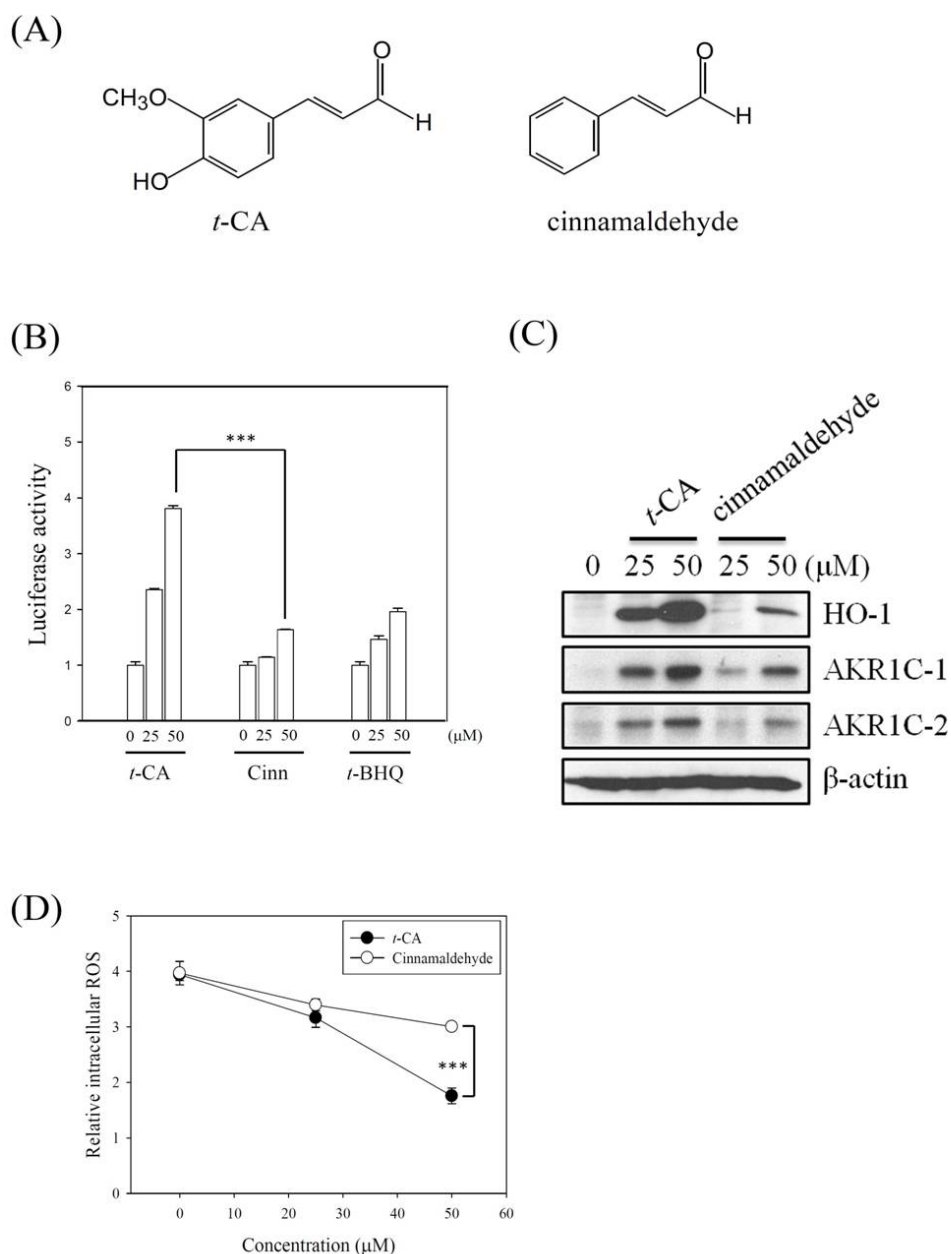 (A)
O
CH3O
H
HO
t-CA
O
H
cinnamaldehyde
(B)
6
5
4
3
2
1
0
Luciferase activity
***
0 25 50 0 25 50 0 25 50 (μM)
t-CA Cinn t-BHQ
(C)
t-CA cinnamaldehyde
0 25 50 25 50 (μM)
HO-1
AKR1C-1
AKR1C-2
β-actin
(D)
5
4
3
2
1
0
Relative intracellular ROS
t-CA
Cinnamaldehyde
***
0 10 20 30 40 50 60
Concentration (μM)